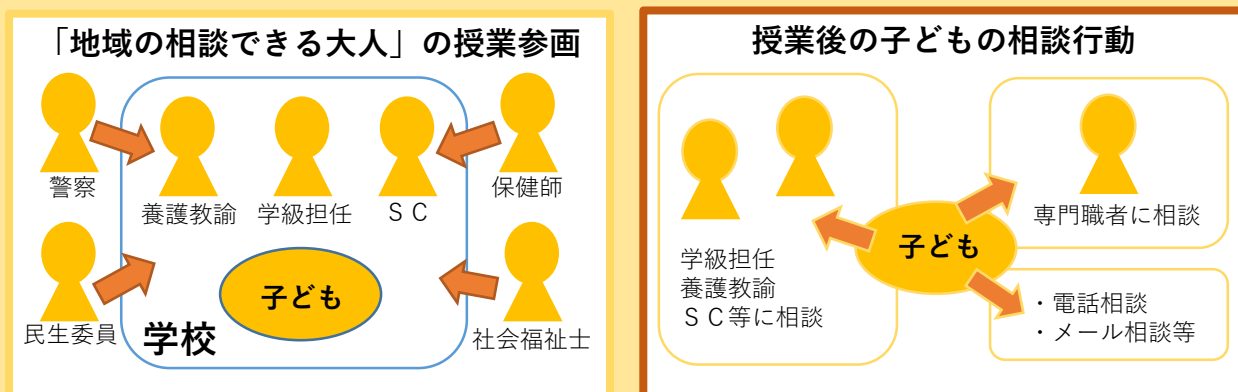 「地域の相談できる大人」の授業参画
警察
養護教諭
学級担任
ＳＣ
保健師
民生委員
学校
子ども
社会福祉士
授業後の子どもの相談行動
学級担任
養護教諭
ＳＣ等に相談
子ども
専門職者に相談
・電話相談
・メール相談等